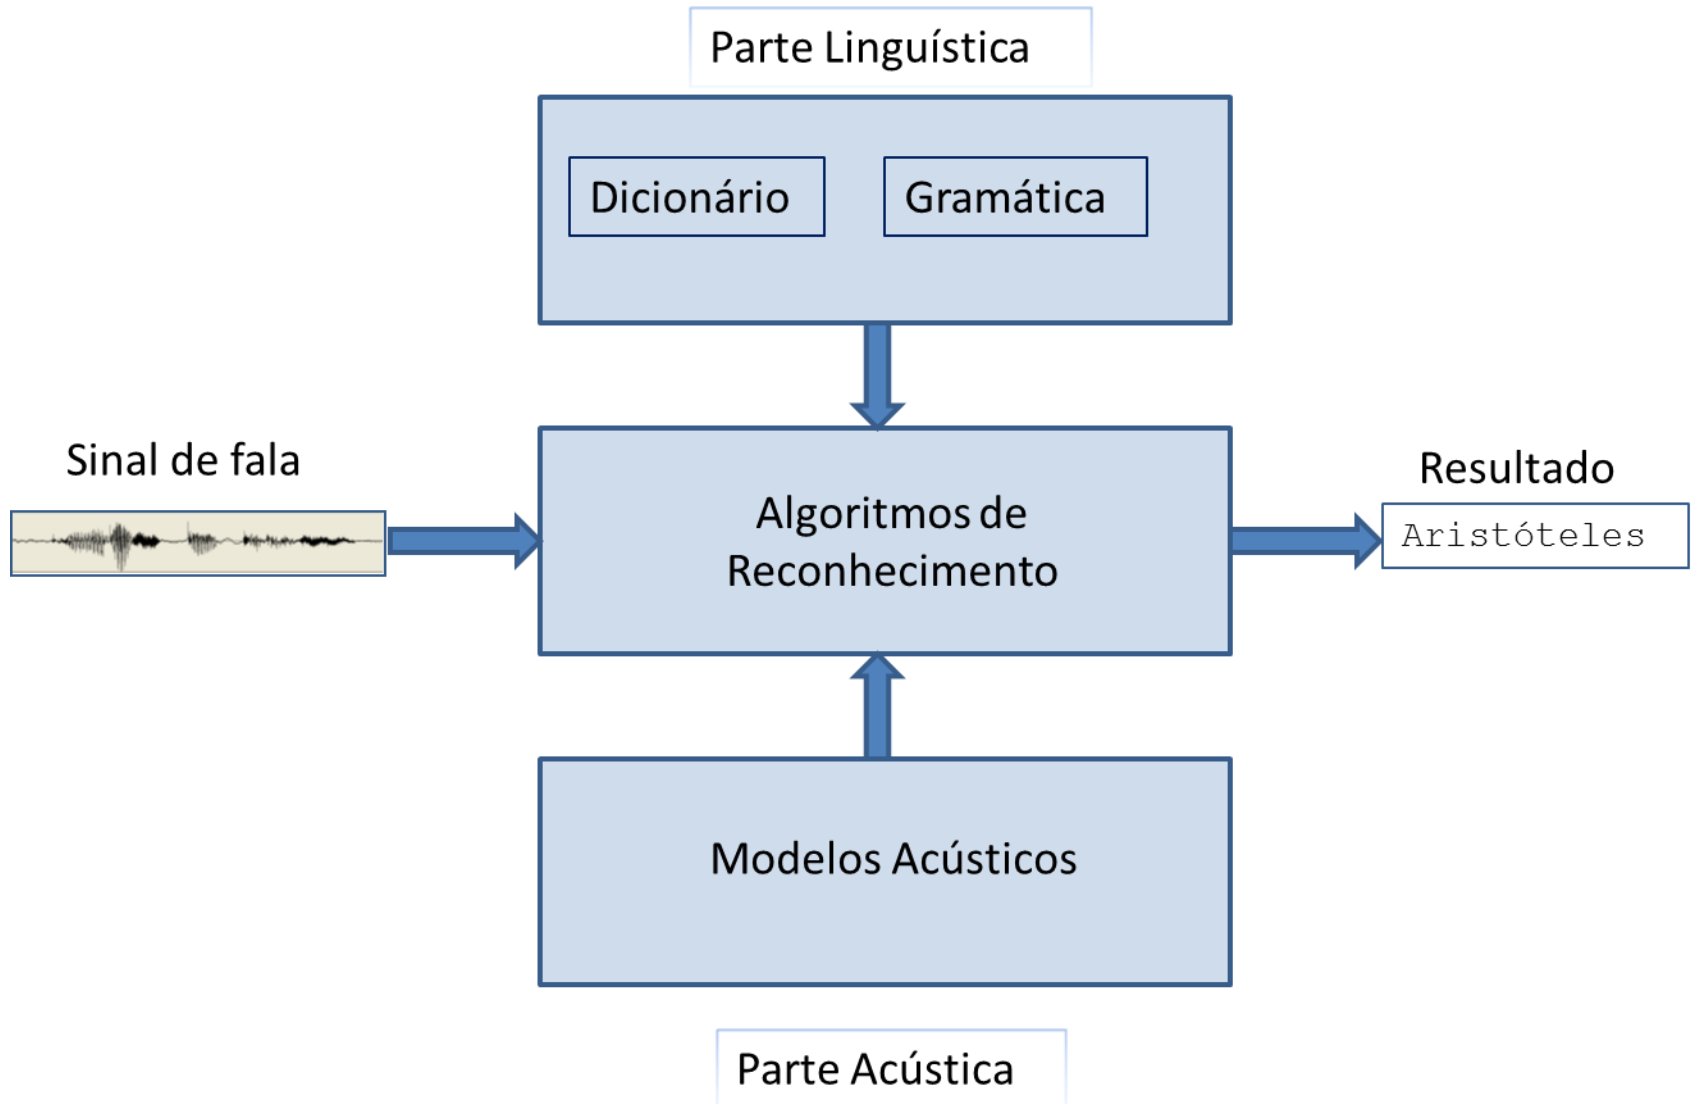 Parte Linguística
Dicionário
Gramática
Sinal de fala
Algoritmos de
Reconhecimento
Resultado
Aristóteles
Modelos Acústicos
Parte Acústica